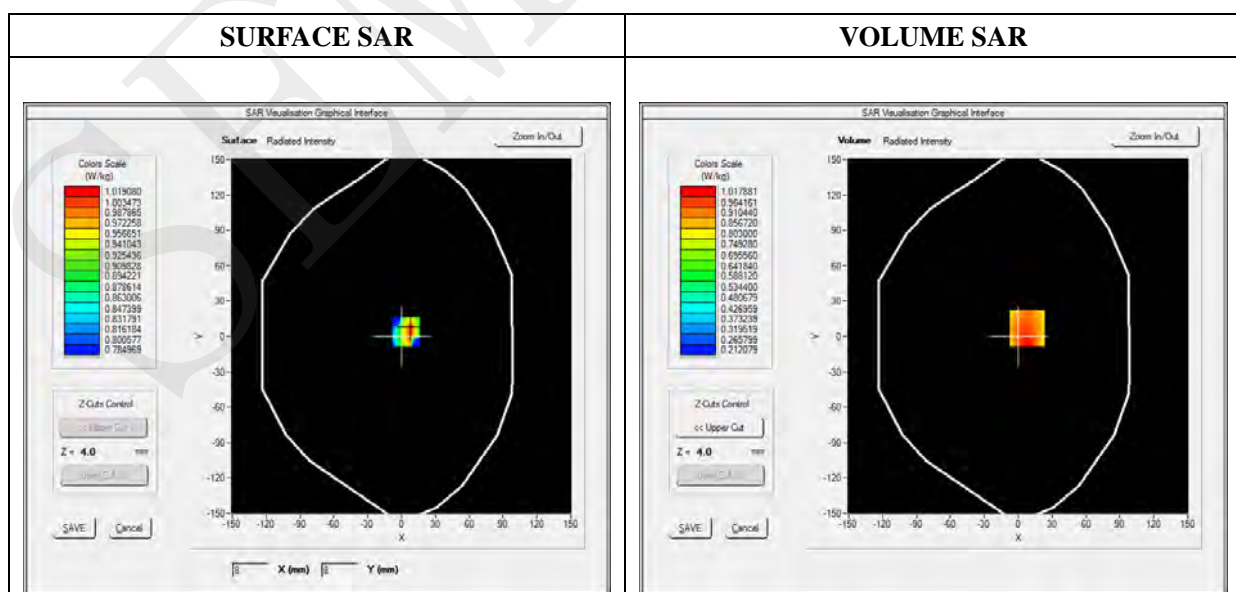 SURFACE SAR
SAR Visualisation Graphical Interface
Surface Radiated Intensity
Zoom In/Out
Colors Scale
(W/kg)
1.019080
1.003473
0.987865
0.972258
0.956651
0.941043
0.925436
0.909828
0.894221
0.878614
0.863006
0.847399
0.831791
0.816184
0.800577
0.784969
Z-Cuts Control
<< Upper Cut
Z = 4.0 mm
SAVE Cancel
150
120
90
60
30
0
-30
-60
-90
-120
-150
Y
-150 -120 -90 -60 -30 0 30 60 90 120 150
X
X (mm) Y (mm)
VOLUME SAR
SAR Visualisation Graphical Interface
Volume Radiated Intensity
Zoom In/Out
Colors Scale
(W/kg)
1.017881
0.964161
0.910440
0.856720
0.803000
0.749280
0.695560
0.641840
0.588120
0.534400
0.480679
0.426959
0.373239
0.319519
0.265799
0.212079
Z-Cuts Control
<< Upper Cut
Z = 4.0 mm
SAVE Cancel
150
120
90
60
30
0
-30
-60
-90
-120
-150
Y
-150 -120 -90 -60 -30 0 30 60 90 120 150
X